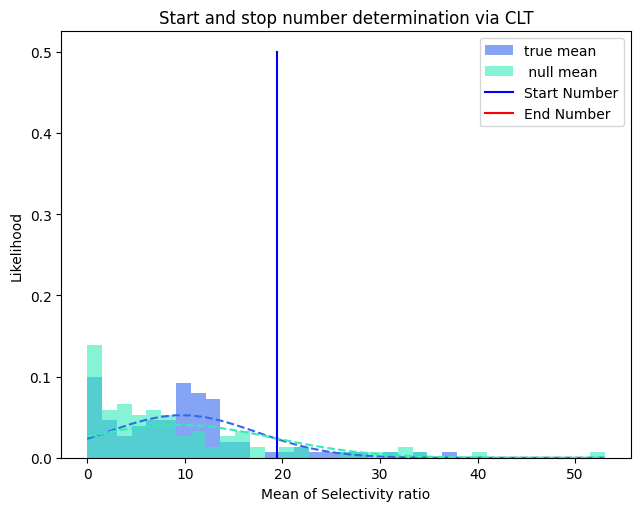 Start and stop number determination via CLT
true mean
null mean
Start Number
End Number
Likelihood
0.5
0.4
0.3
0.2
0.1
0.0
0 10 20 30 40 50
Mean of Selectivity ratio